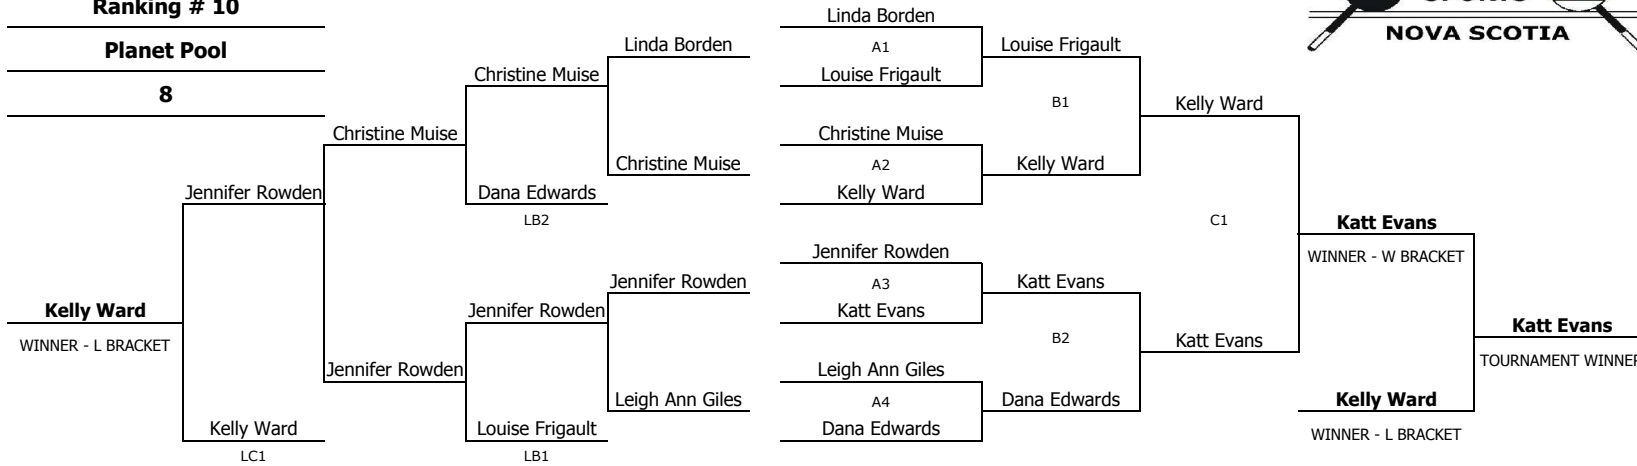 Ranking # 10
Planet Pool
8
NOVA SCOTIA
Linda Borden
A1
Louise Frigault
Christine Muise
A2
Kelly Ward
Jennifer Rowden
A3
Katt Evans
Leigh Ann Giles
A4
Dana Edwards
Louise Frigault
B1
Kelly Ward
Katt Evans
B2
Dana Edwards
Kelly Ward
C1
Katt Evans
Katt Evans
WINNER - W BRACKET
Kelly Ward
WINNER - L BRACKET
Katt Evans
TOURNAMENT WINNER
Linda Borden
Christine Muise
Jennifer Rowden
Leigh Ann Giles
Christine Muise
Dana Edwards
LB2
Jennifer Rowden
Louise Frigault
LB1
Christine Muise
Jennifer Rowden
Jennifer Rowden
Kelly Ward
LC1
Kelly Ward
WINNER - L BRACKET